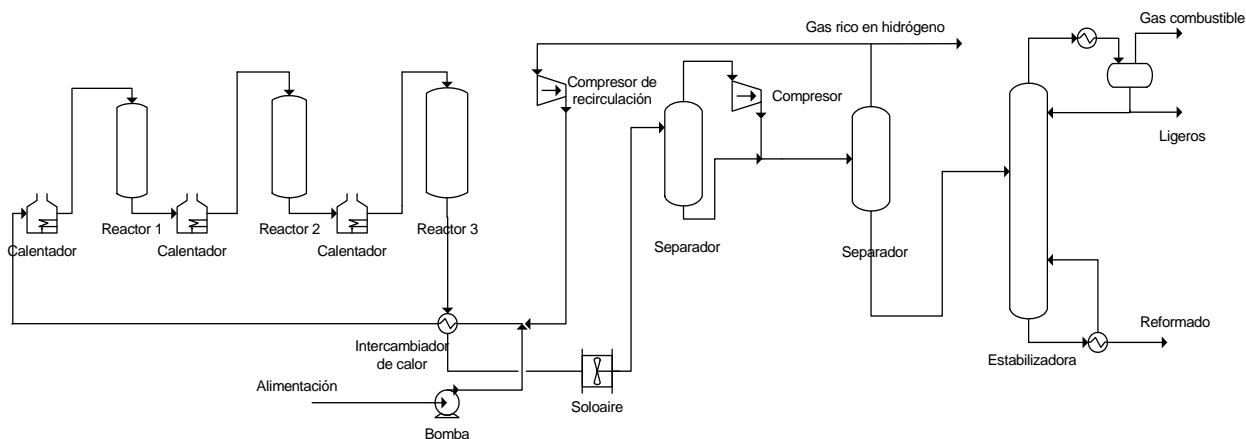 Gas rico en hidrógeno
Gas combustible
Compresor de
recirculación
Compresor
Ligeros
Calentador
Reactor 1
Calentador
Reactor 2
Calentador
Reactor 3
Separador
Separador
Intercambiador
de calor
Reformado
Estabilizadora
Alimentación
Soloaire
Bomba